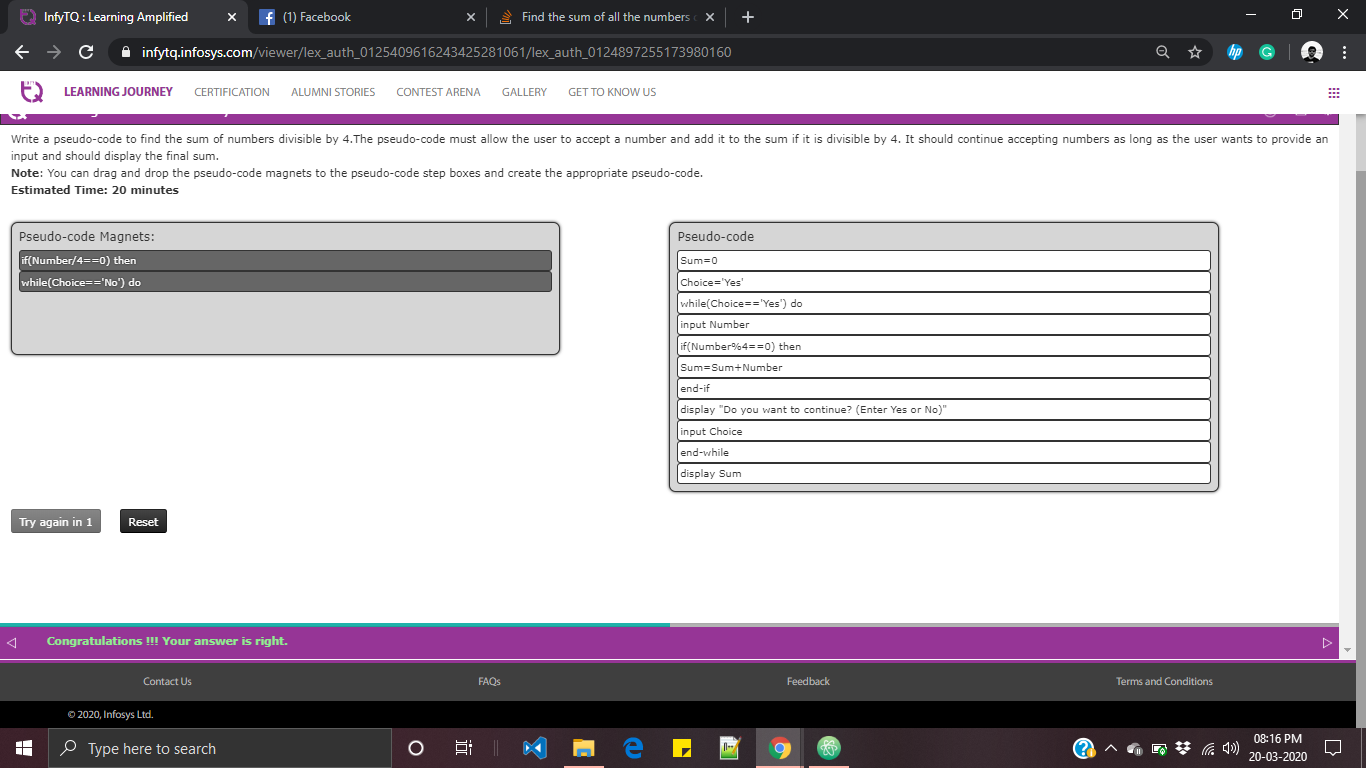 InfyTQ : Learning Amplified
(1) Facebook
Find the sum of all the numbers
infytq.infosys.com/viewer/lex_auth_0125409616243425281061/lex_auth_0124897255173980160
LEARNING JOURNEY CERTIFICATION ALUMNI STORIES CONTEST ARENA GALLERY GET TO KNOW US
Write a pseudo-code to find the sum of numbers divisible by 4.The pseudo-code must allow the user to accept a number and add it to the sum if it is divisible by 4. It should continue accepting numbers as long as the user wants to provide an
input and should display the final sum.
Note: You can drag and drop the pseudo-code magnets to the pseudo-code step boxes and create the appropriate pseudo-code.
Estimated Time: 20 minutes
Pseudo-code Magnets:
if(Number/4==0) then
while(Choice=='No') do
Pseudo-code
Sum=0
Choice='Yes'
while(Choice=='Yes') do
input Number
if(Number%4==0) then
Sum=Sum+Number
end-if
display "Do you want to continue? (Enter Yes or No)"
input Choice
end-while
display Sum
Try again in 1 Reset
Congratulations !!! Your answer is right.
Contact Us FAQs Feedback Terms and Conditions
© 2020, Infosys Ltd.
Type here to search
08:16 PM
20-03-2020